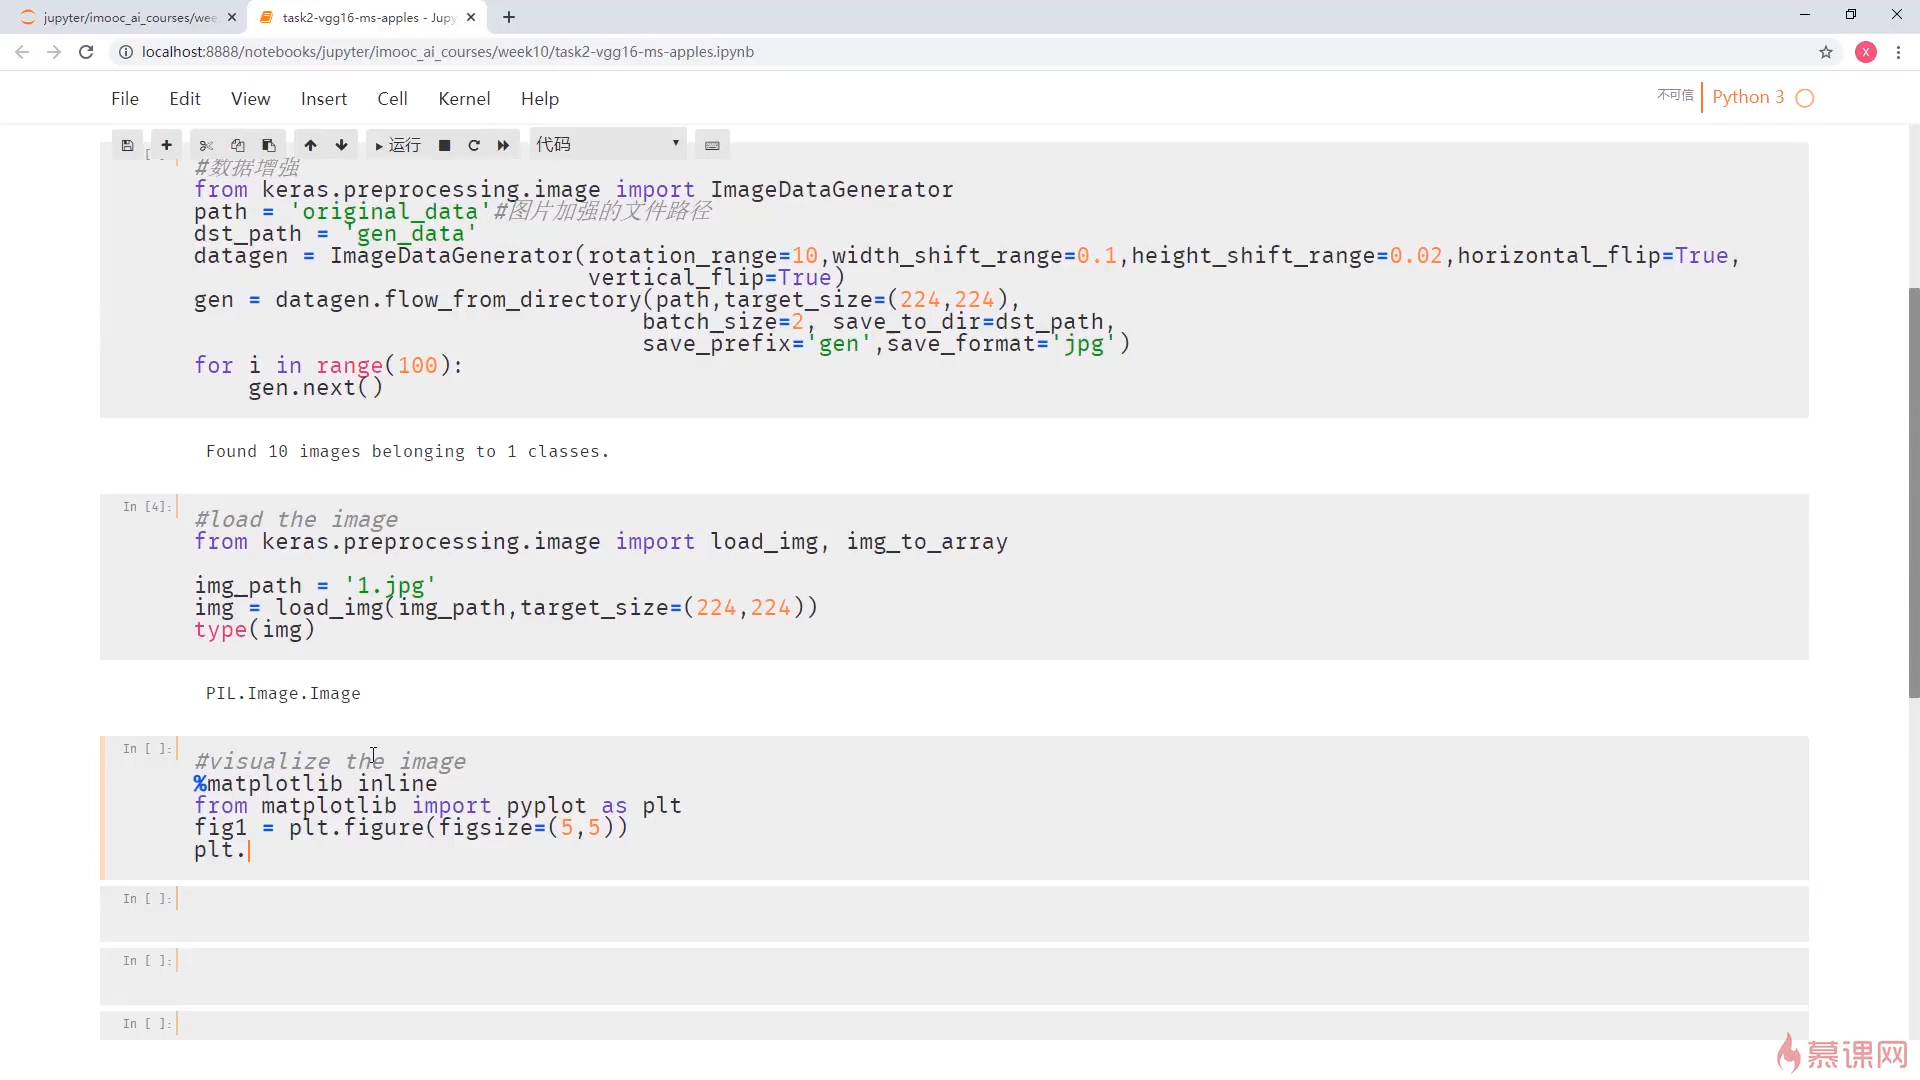 jupyter/imooc_ai_courses/wee
task2-vgg16-ms-apples - Jupy
localhost:8888/notebooks/jupyter/imooc_ai_courses/week10/task2-vgg16-ms-apples.ipynb
X
File Edit View Insert Cell Kernel Help
不可信 Python 3
运行 代码
#数据增强
from keras.preprocessing.image import ImageDataGenerator
path = 'original_data'#图片加强的文件路径
dst_path = 'gen_data'
datagen = ImageDataGenerator(rotation_range=10,width_shift_range=0.1,height_shift_range=0.02,horizontal_flip=True,
vertical_flip=True)
gen = datagen.flow_from_directory(path,target_size=(224,224),
batch_size=2, save_to_dir=dst_path,
save_prefix='gen',save_format='jpg')
for i in range(100):
gen.next()
Found 10 images belonging to 1 classes.
In [4]:
#load the image
from keras.preprocessing.image import load_img, img_to_array
img_path = '1.jpg'
img = load_img(img_path,target_size=(224,224))
type(img)
PIL.Image.Image
In [ ]:
#visualize the image
%matplotlib inline
from matplotlib import pyplot as plt
fig1 = plt.figure(figsize=(5,5))
plt.
In [ ]:
In [ ]:
In [ ]:
慕课网